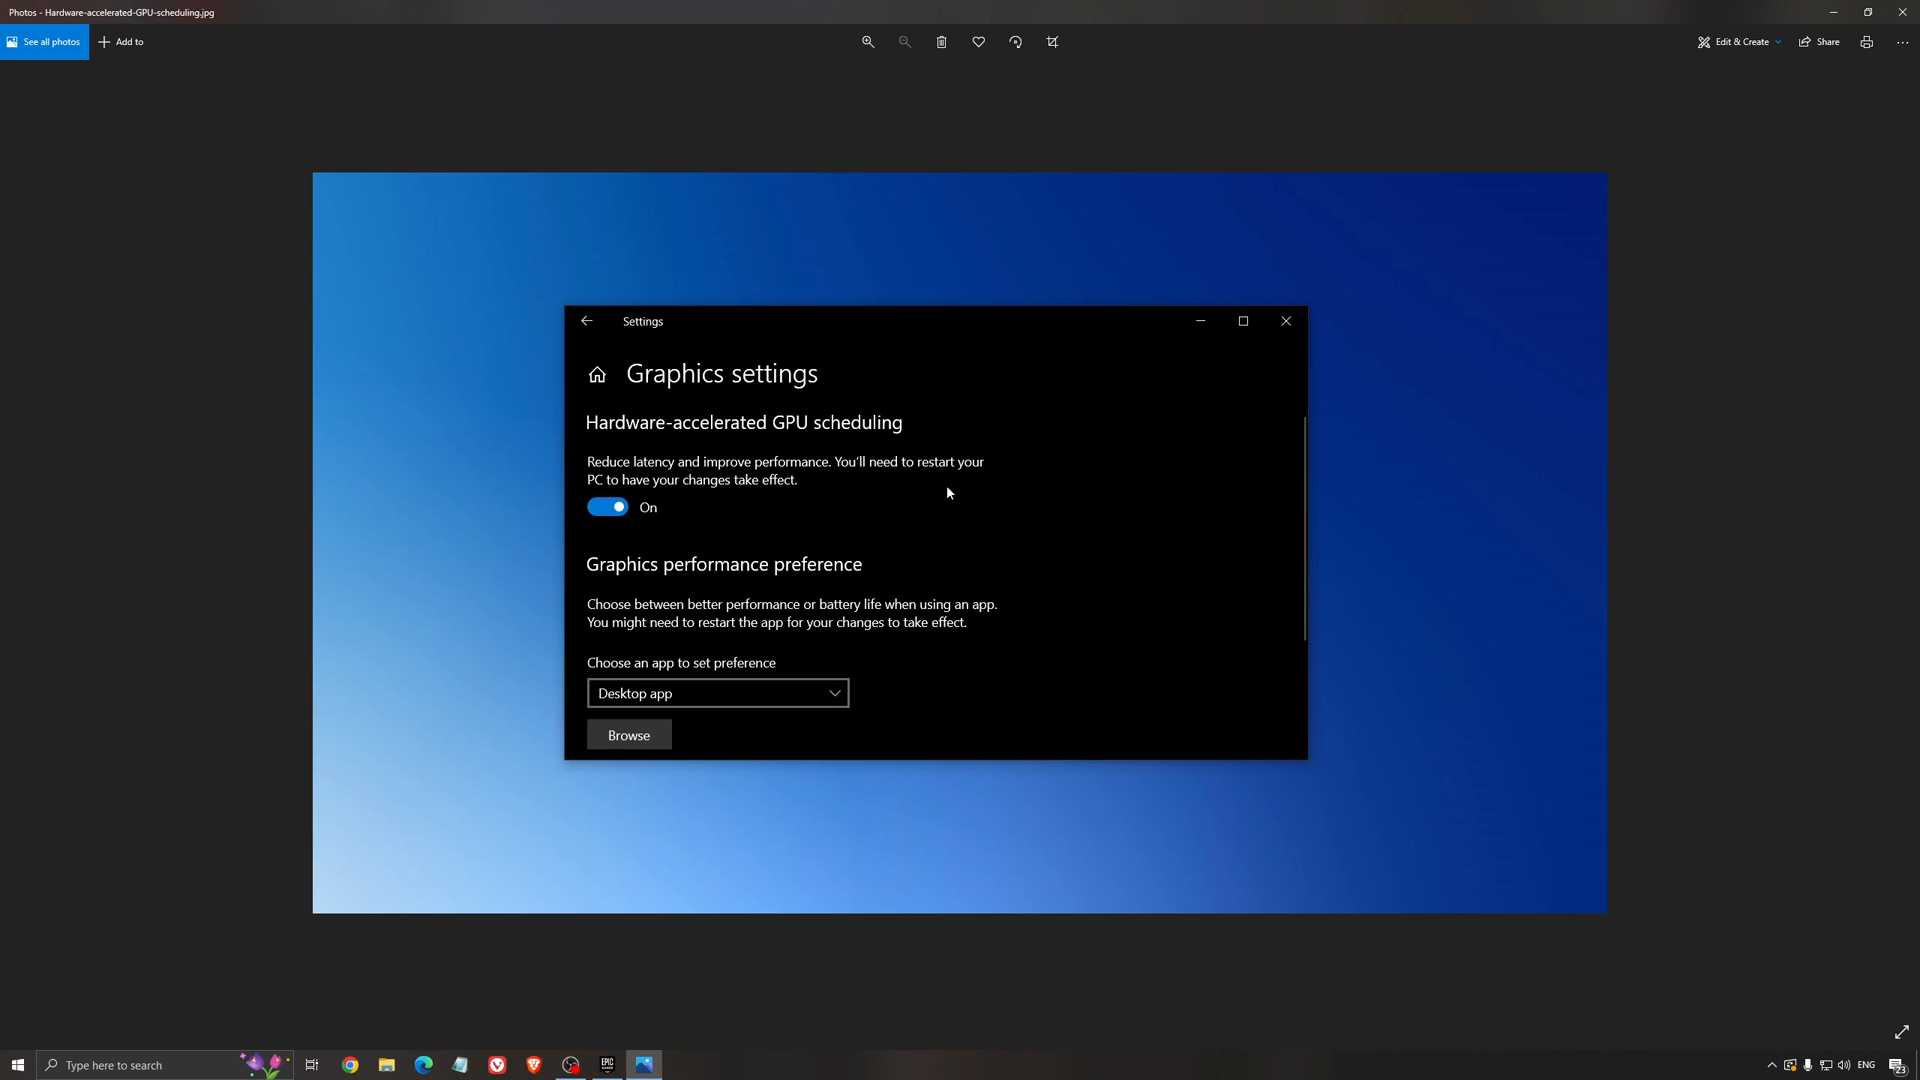 Photos - Hardware-accelerated-GPU-scheduling.jpg
See all photos
Add to
Edit & Create
Share
Settings
Graphics settings
Hardware-accelerated GPU scheduling
Reduce latency and improve performance. You'll need to restart your
PC to have your changes take effect.
On
Graphics performance preference
Choose between better performance or battery life when using an app.
You might need to restart the app for your changes to take effect.
Choose an app to set preference
Desktop app
Browse
Type here to search
EPIC
GAMES
ENG
23